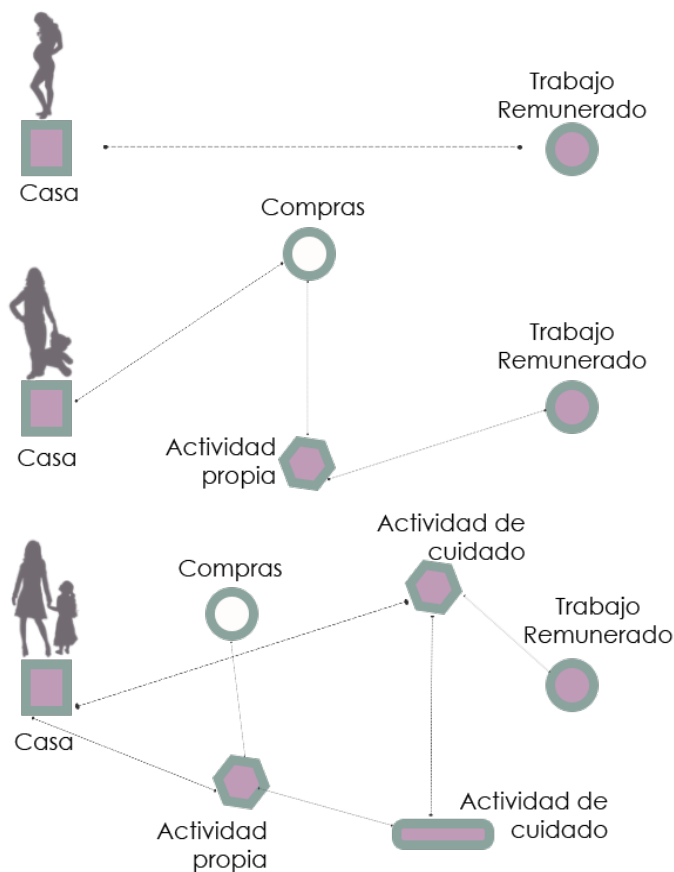 Trabajo
Remunerado
Casa
Compras
Trabajo
Remunerado
Actividad
propia
Casa
Actividad de
cuidado
Compras
Trabajo
Remunerado
Casa
Actividad de
cuidado
Actividad
propia